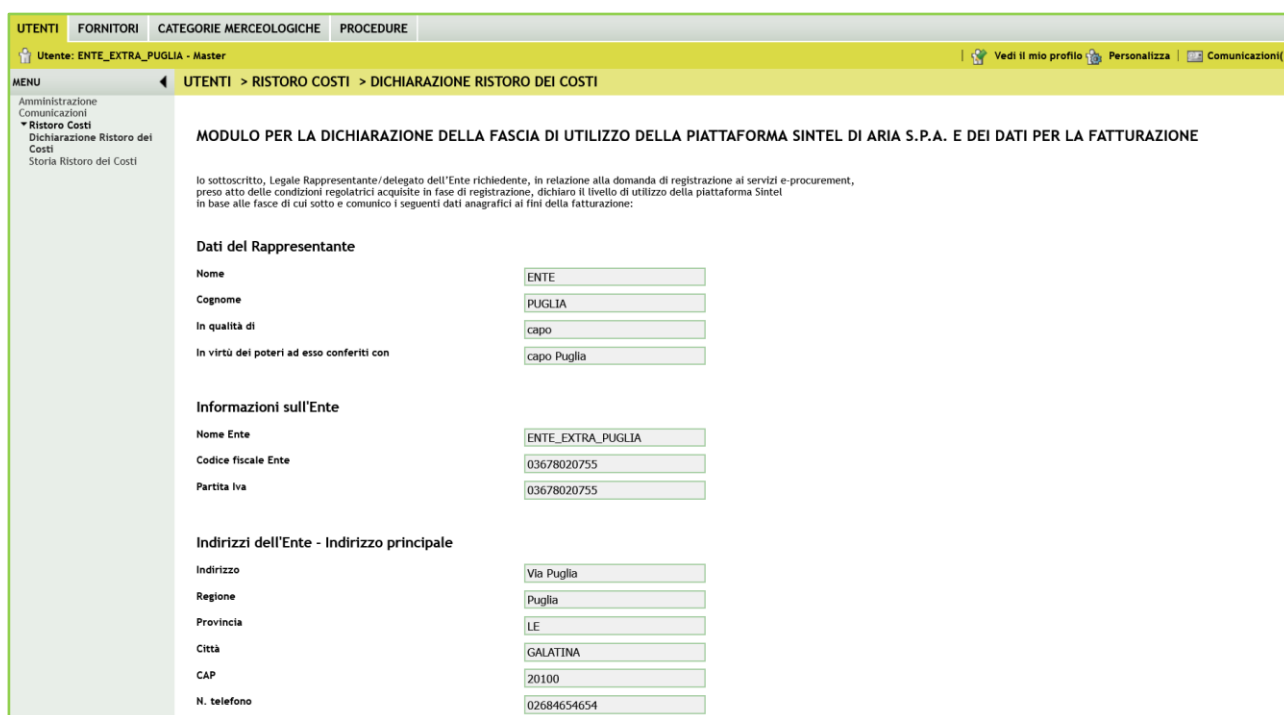 UTENTI FORNITORI CATEGORIE MERCEOLOGICHE PROCEDURE
Utente: ENTE_EXTRA_PUGLIA - Master | Vedi il mio profilo Personalizza | Comunicazioni(
MENU
UTENTI > RISTORO COSTI > DICHIARAZIONE RISTORO DEI COSTI
Amministrazione
Comunicazioni
Ristoro Costi
Dichiarazione Ristoro dei
Costi
Storia Ristoro dei Costi
MODULO PER LA DICHIARAZIONE DELLA FASCIA DI UTILIZZO DELLA PIATTAFORMA SINTEL DI ARIA S.P.A. E DEI DATI PER LA FATTURAZIONE
Io sottoscritto, Legale Rappresentante/delegato dell'Ente richiedente, in relazione alla domanda di registrazione ai servizi e-procurement,
preso atto delle condizioni regolatrici acquisite in fase di registrazione, dichiaro il livello di utilizzo della piattaforma Sintel
in base alle fasce di cui sotto e comunico i seguenti dati anagrafici ai fini della fatturazione:
Dati del Rappresentante
Nome ENTE
Cognome PUGLIA
In qualità di capo
In virtù dei poteri ad esso conferiti con capo Puglia
Informazioni sull'Ente
Nome Ente ENTE_EXTRA_PUGLIA
Codice fiscale Ente 03678020755
Partita Iva 03678020755
Indirizzi dell'Ente - Indirizzo principale
Indirizzo Via Puglia
Regione Puglia
Provincia LE
Città GALATINA
CAP 20100
N. telefono 02684654654